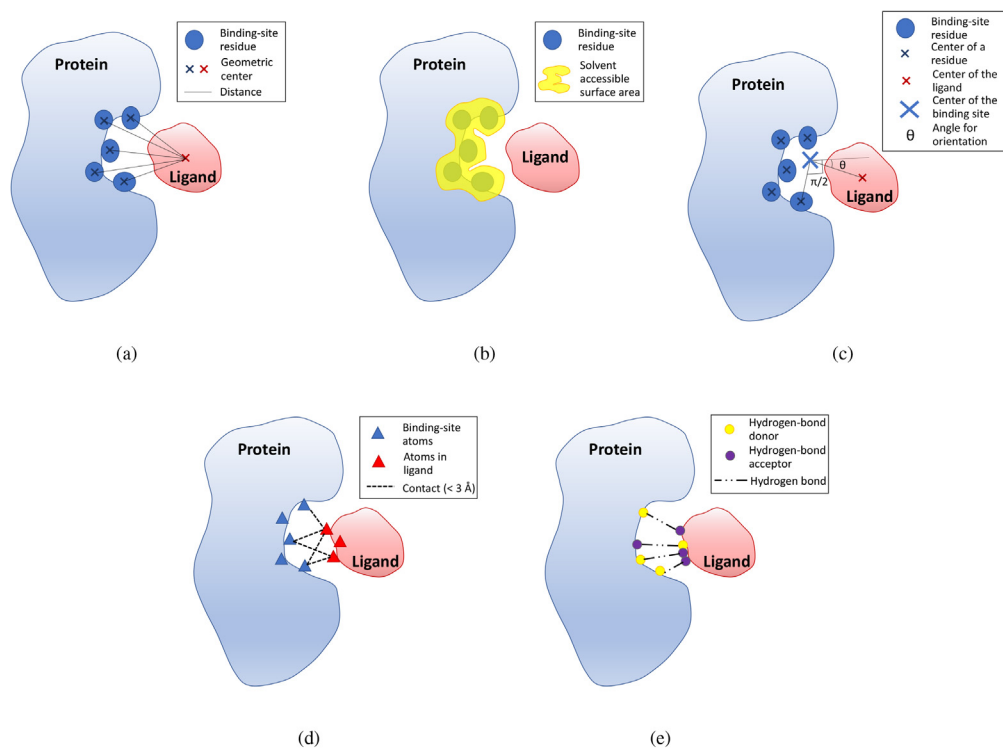 Protein
Ligand
Binding-site
residue
Geometric
center
Distance
(a)
Protein
Ligand
Binding-site
residue
Solvent
accessible
surface area
(b)
Protein
Ligand
θ
π/2
Binding-site
residue
Center of a
residue
Center of the
ligand
Center of the
binding site
θ Angle for
orientation
(c)
Protein
Ligand
Binding-site
atoms
Atoms in
ligand
Contact (< 3 Å)
(d)
Protein
Ligand
Hydrogen-bond
donor
Hydrogen-bond
acceptor
Hydrogen bond
(e)